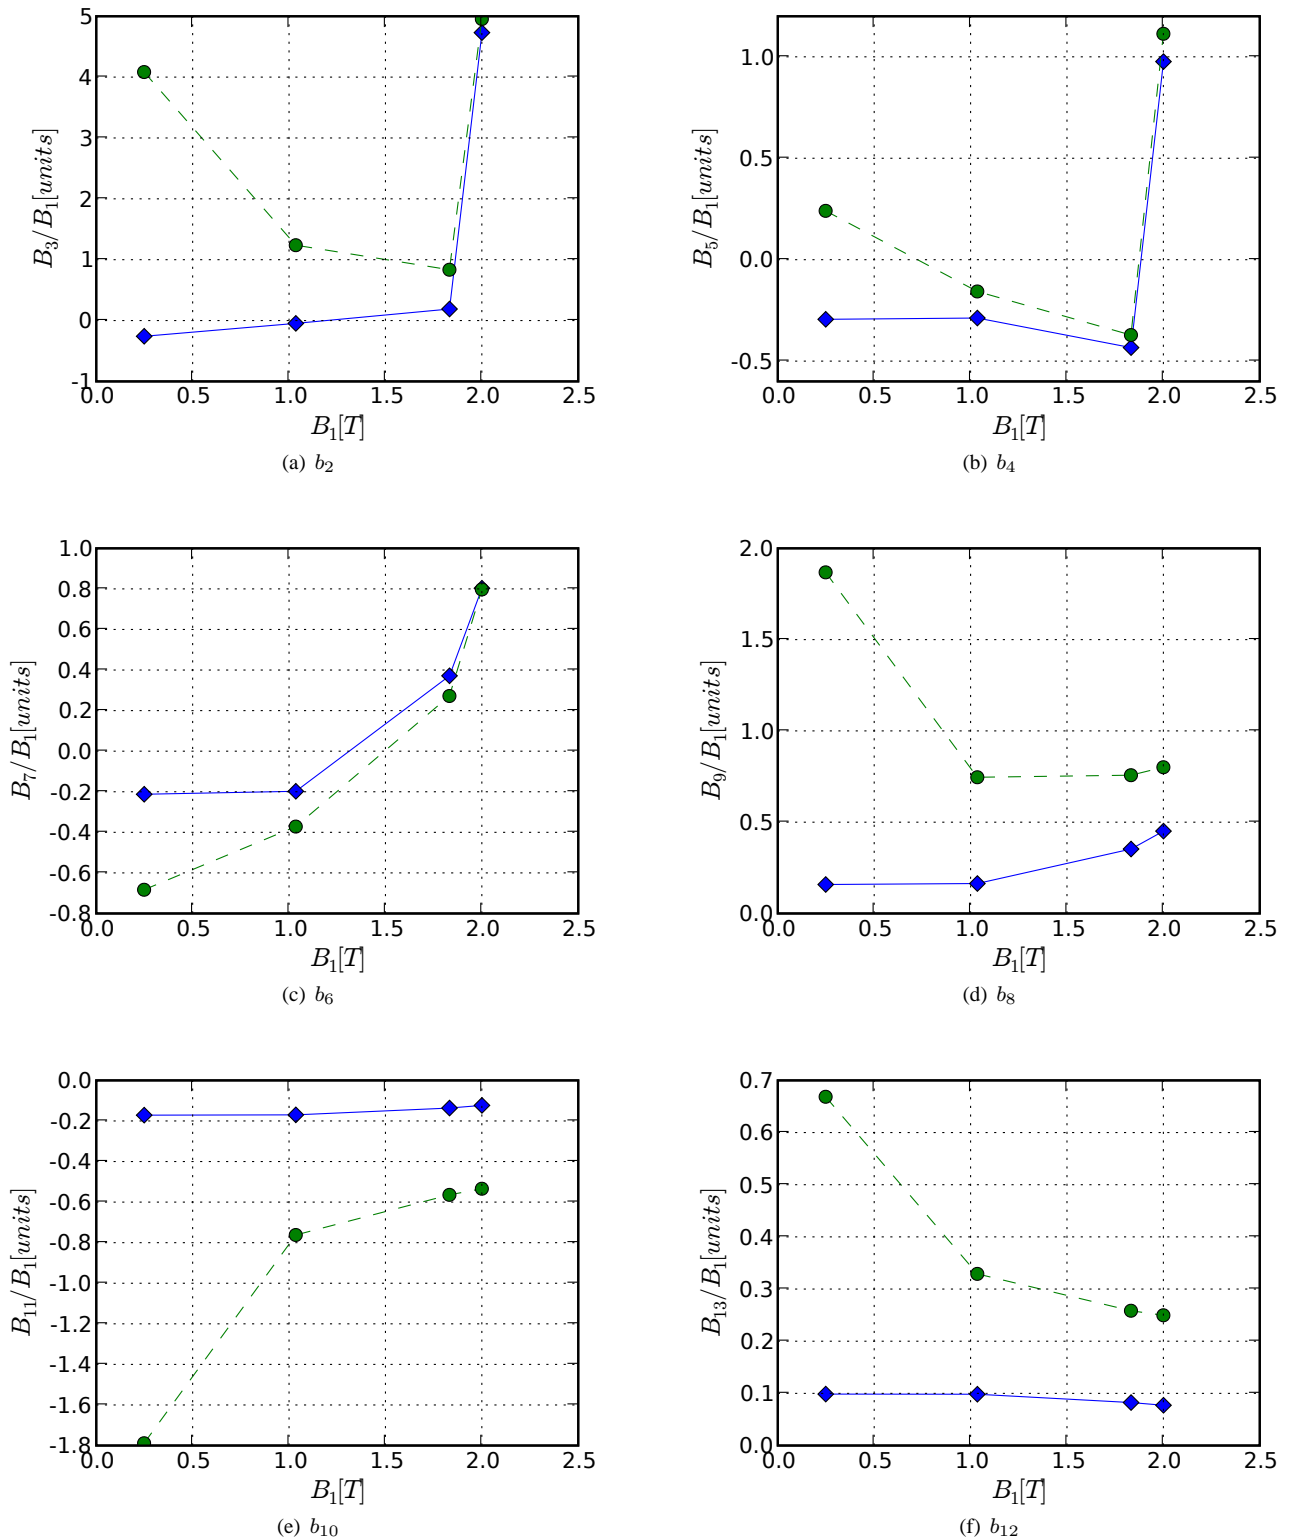 5
4
3
2
1
0
-1
B₃/B₁[units]
0.0 0.5 1.0 1.5 2.0 2.5
B₁[T]
(a) b₂
1.0
0.5
0.0
-0.5
B₅/B₁[units]
0.0 0.5 1.0 1.5 2.0 2.5
B₁[T]
(b) b₄
1.0
0.8
0.6
0.4
0.2
0.0
-0.2
-0.4
-0.6
-0.8
B₇/B₁[units]
0.0 0.5 1.0 1.5 2.0 2.5
B₁[T]
(c) b₆
2.0
1.5
1.0
0.5
0.0
B₉/B₁[units]
0.0 0.5 1.0 1.5 2.0 2.5
B₁[T]
(d) b₈
0.0
-0.2
-0.4
-0.6
-0.8
-1.0
-1.2
-1.4
-1.6
-1.8
B₁₁/B₁[units]
0.0 0.5 1.0 1.5 2.0 2.5
B₁[T]
(e) b₁₀
0.7
0.6
0.5
0.4
0.3
0.2
0.1
0.0
B₁₃/B₁[units]
0.0 0.5 1.0 1.5 2.0 2.5
B₁[T]
(f) b₁₂